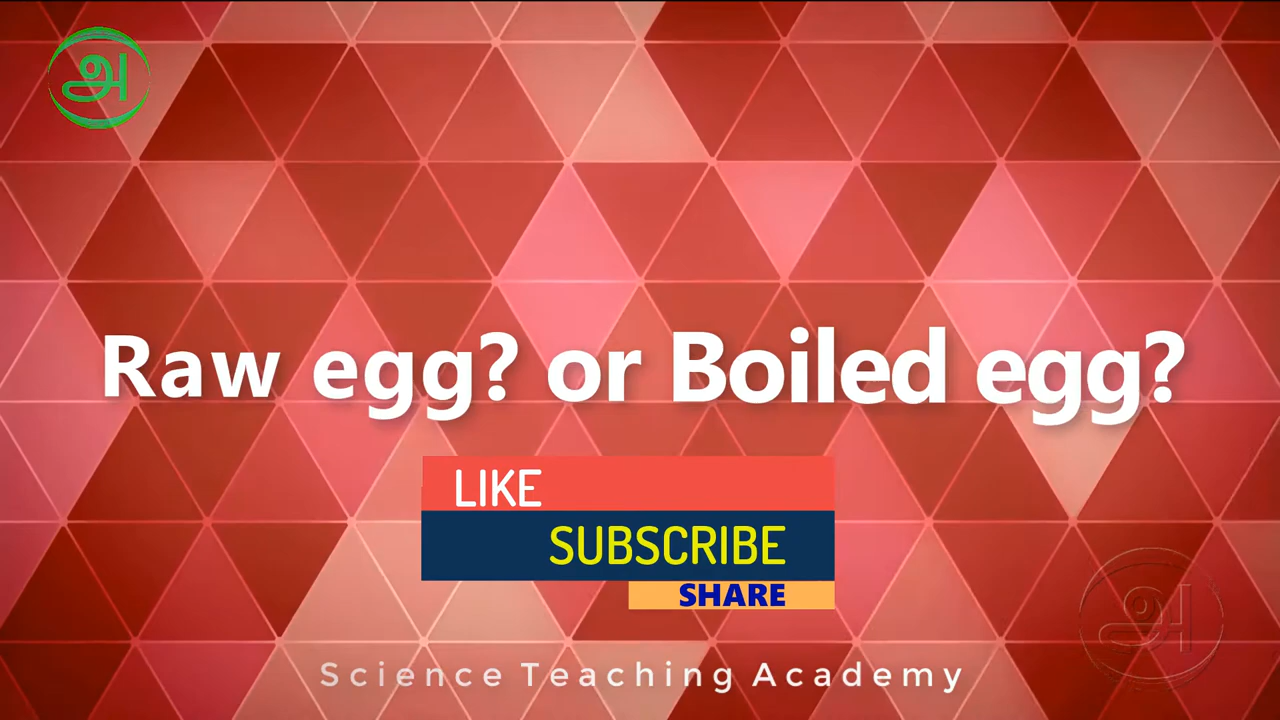 அ
Raw egg? or Boiled egg?
LIKE
SUBSCRIBE
SHARE
அ
Science Teaching Academy